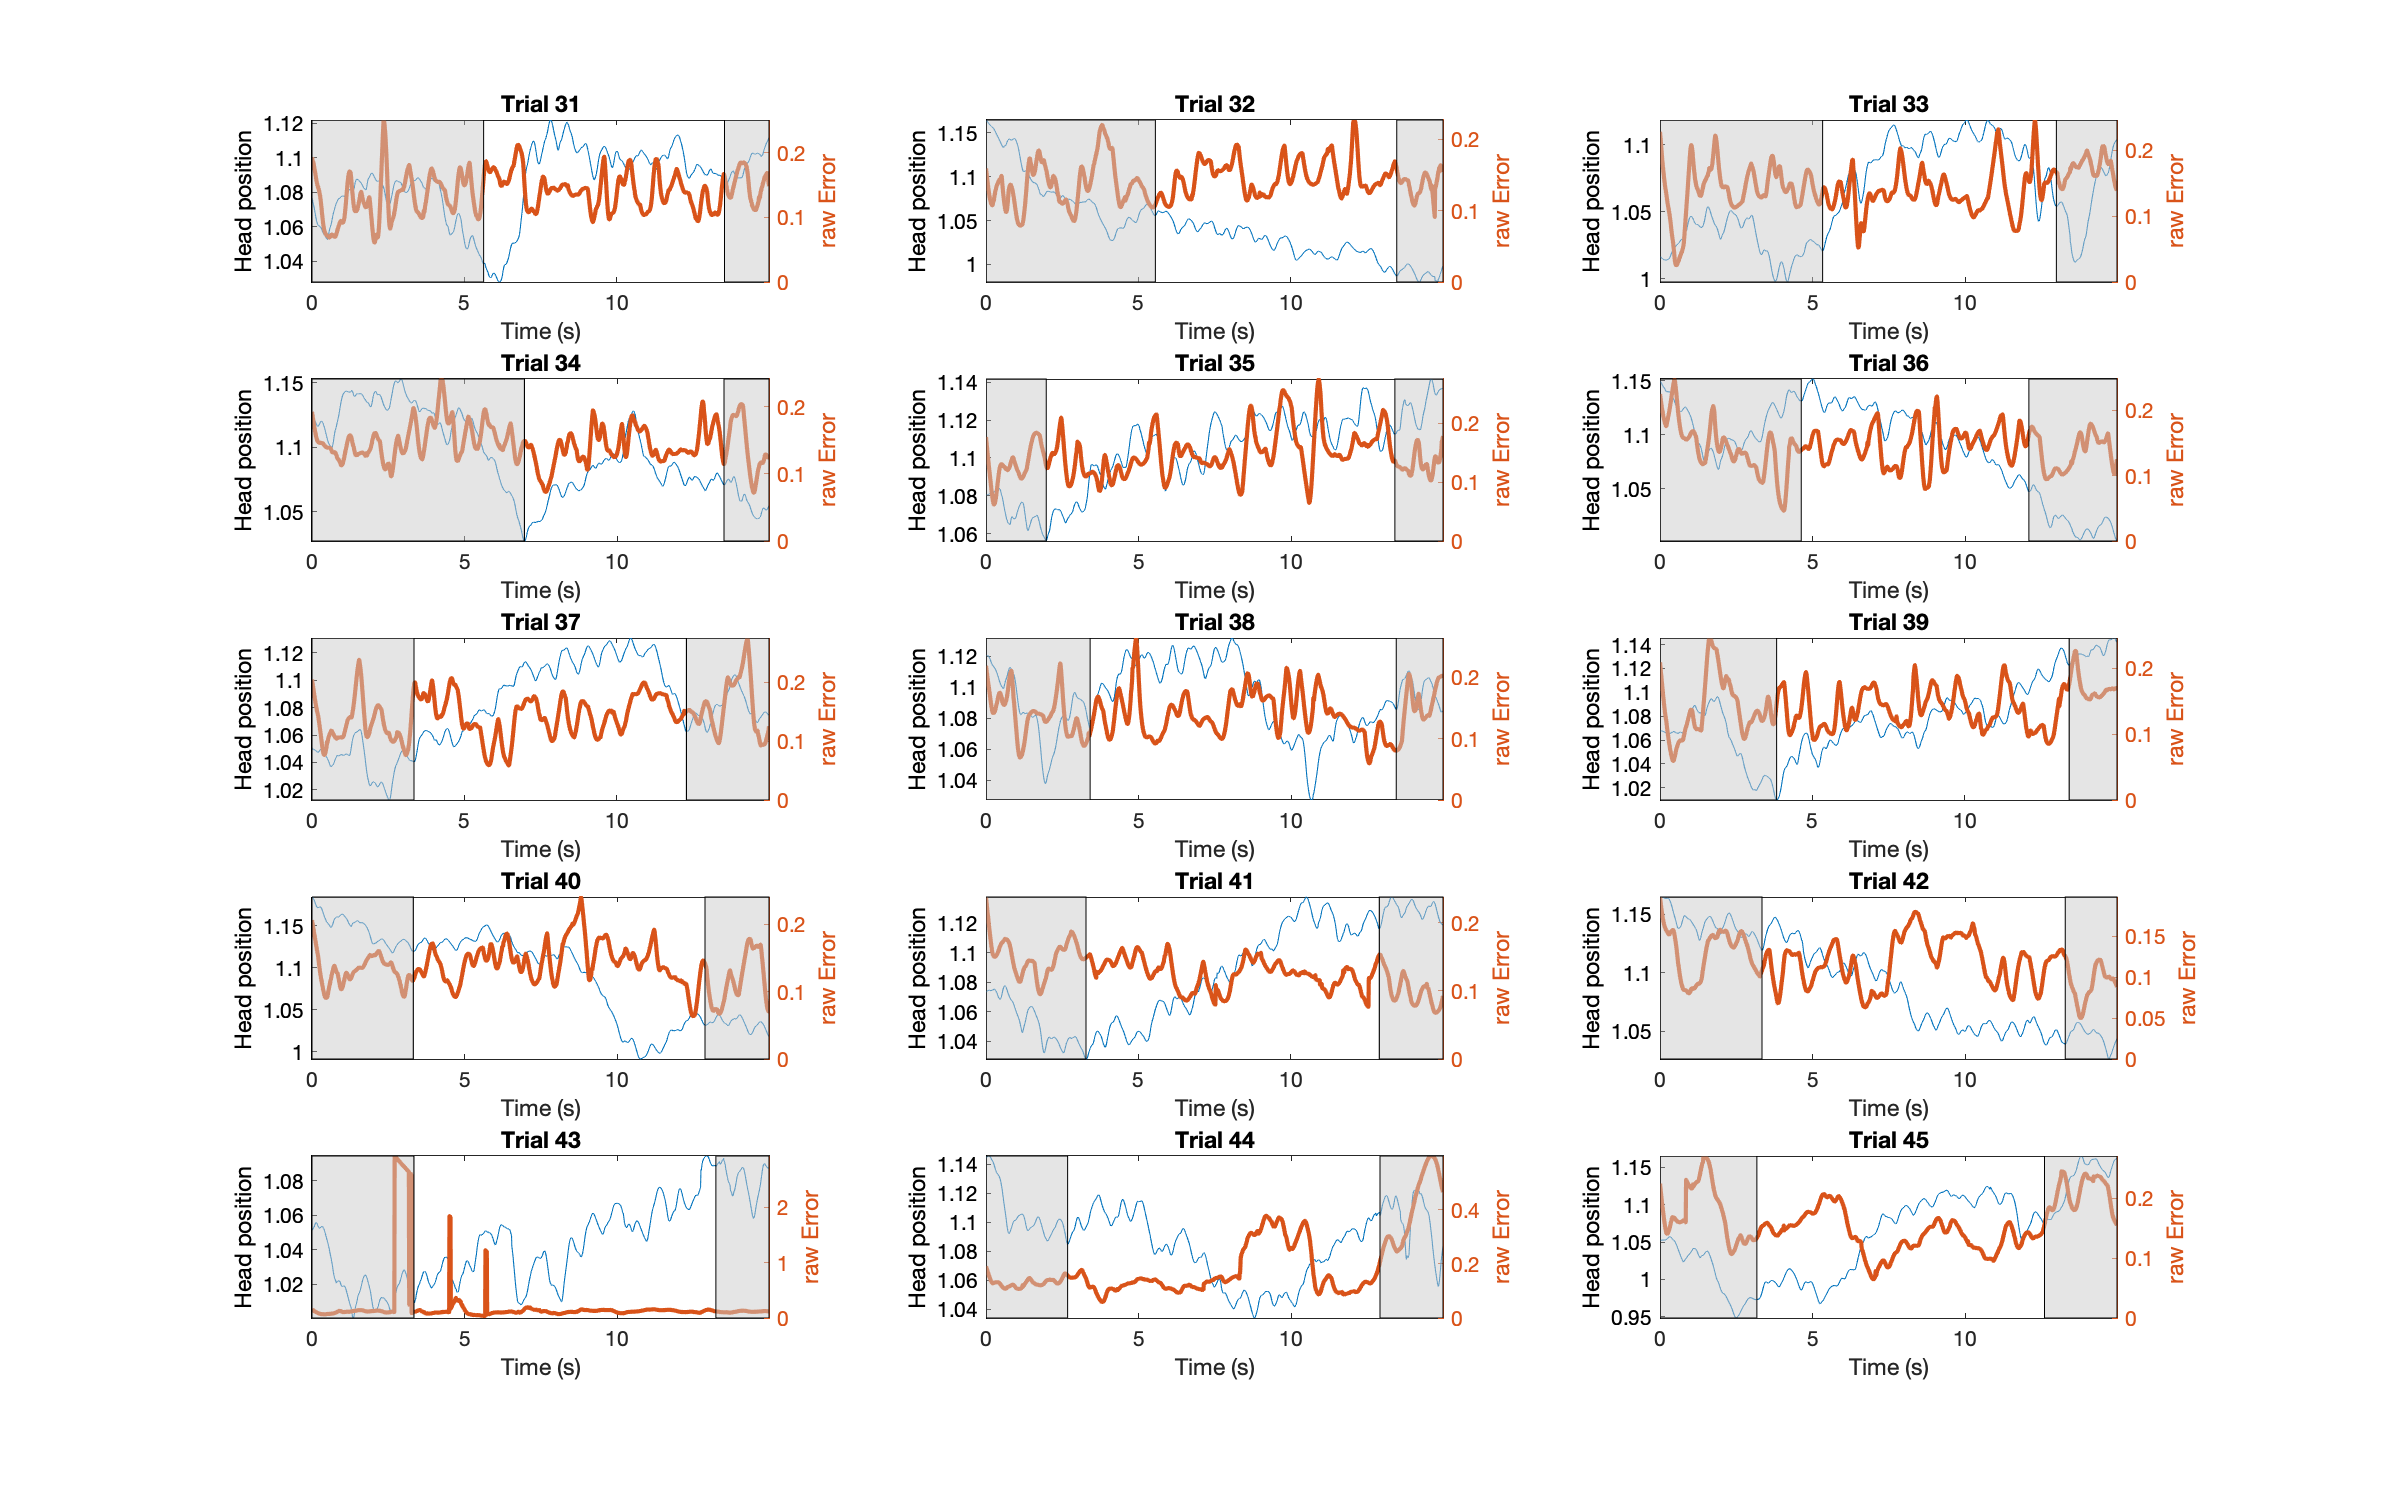 Trial 31
Head position
1.12
1.1
1.08
1.06
1.04
0.2
0.1
0
raw Error
0 5 10
Time (s)
Trial 32
Head position
1.15
1.1
1.05
1
0.2
0.1
0
raw Error
0 5 10
Time (s)
Trial 33
Head position
1.1
1.05
1
0.2
0.1
0
raw Error
0 5 10
Time (s)
Trial 34
Head position
1.15
1.1
1.05
0.2
0.1
0
raw Error
0 5 10
Time (s)
Trial 35
Head position
1.14
1.12
1.1
1.08
1.06
0.2
0.1
0
raw Error
0 5 10
Time (s)
Trial 36
Head position
1.15
1.1
1.05
0.2
0.1
0
raw Error
0 5 10
Time (s)
Trial 37
Head position
1.12
1.1
1.08
1.06
1.04
1.02
0.2
0.1
0
raw Error
0 5 10
Time (s)
Trial 38
Head position
1.12
1.1
1.08
1.06
1.04
0.2
0.1
0
raw Error
0 5 10
Time (s)
Trial 39
Head position
1.14
1.12
1.1
1.08
1.06
1.04
1.02
0.2
0.1
0
raw Error
0 5 10
Time (s)
Trial 40
Head position
1.15
1.1
1.05
1
0.2
0.1
0
raw Error
0 5 10
Time (s)
Trial 41
Head position
1.12
1.1
1.08
1.06
1.04
0.2
0.1
0
raw Error
0 5 10
Time (s)
Trial 42
Head position
1.15
1.1
1.05
0.15
0.1
0.05
0
raw Error
0 5 10
Time (s)
Trial 43
Head position
1.08
1.06
1.04
1.02
2
1
0
raw Error
0 5 10
Time (s)
Trial 44
Head position
1.14
1.12
1.1
1.08
1.06
1.04
0.4
0.2
0
raw Error
0 5 10
Time (s)
Trial 45
Head position
1.15
1.1
1.05
1
0.95
0.2
0.1
0
raw Error
0 5 10
Time (s)